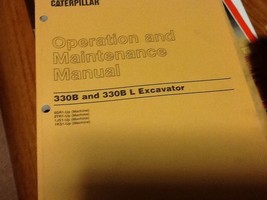 CATERPILLAR
Operation and
Maintenance
Manual
330B and 330B L Excavator